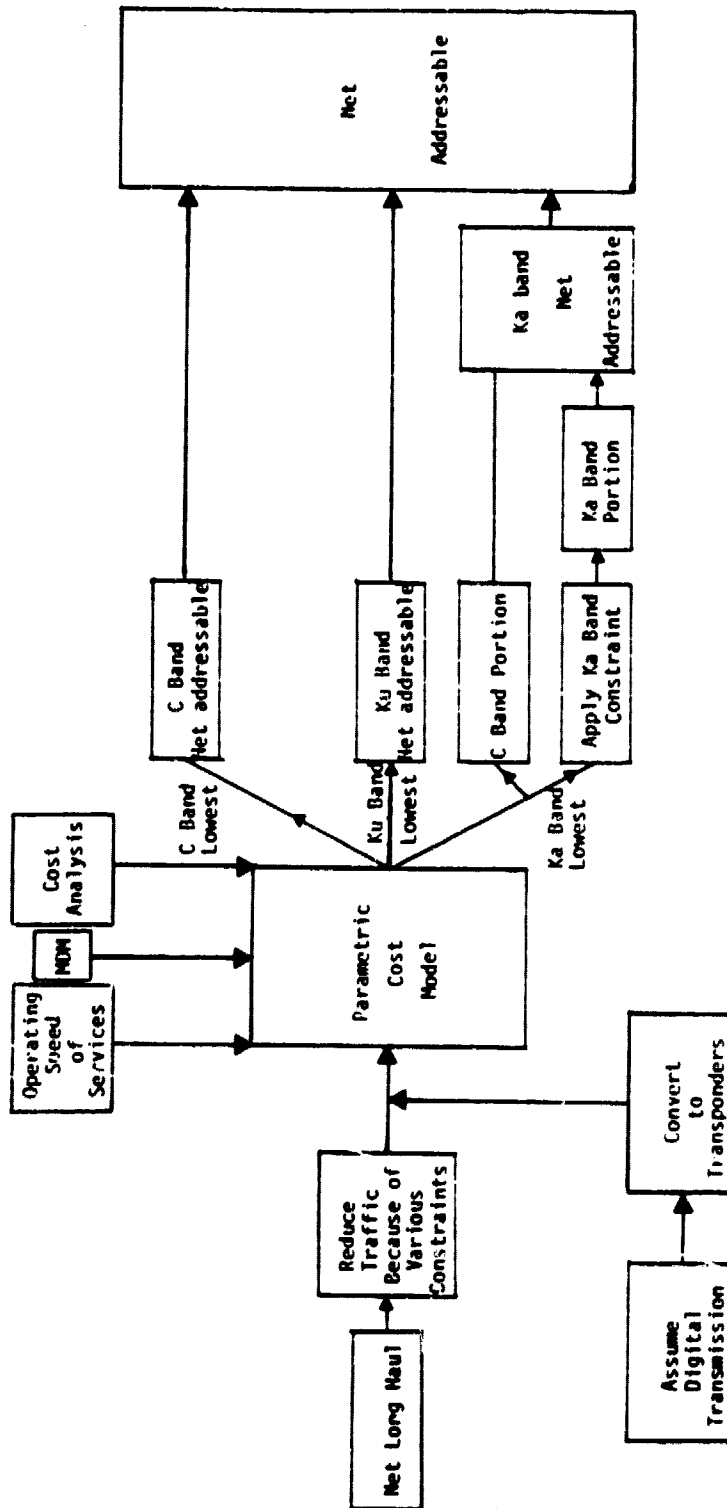 Net Long Haul
Reduce
Traffic
Because of
Various
Constraints
Assume
Digital
Transmission
Convert
to
Transponders
Operating
Speed
of
Services
MDM
Cost
Analysis
Parametric
Cost
Model
C Band
Lowest
Ku Band
Lowest
Ka Band
Lowest
C Band
Net addressable
Ku Band
Net addressable
C Band Portion
Apply Ka Band
Constraint
Ka Band
Portion
Ka band
Net
Addressable
Net
Addressable